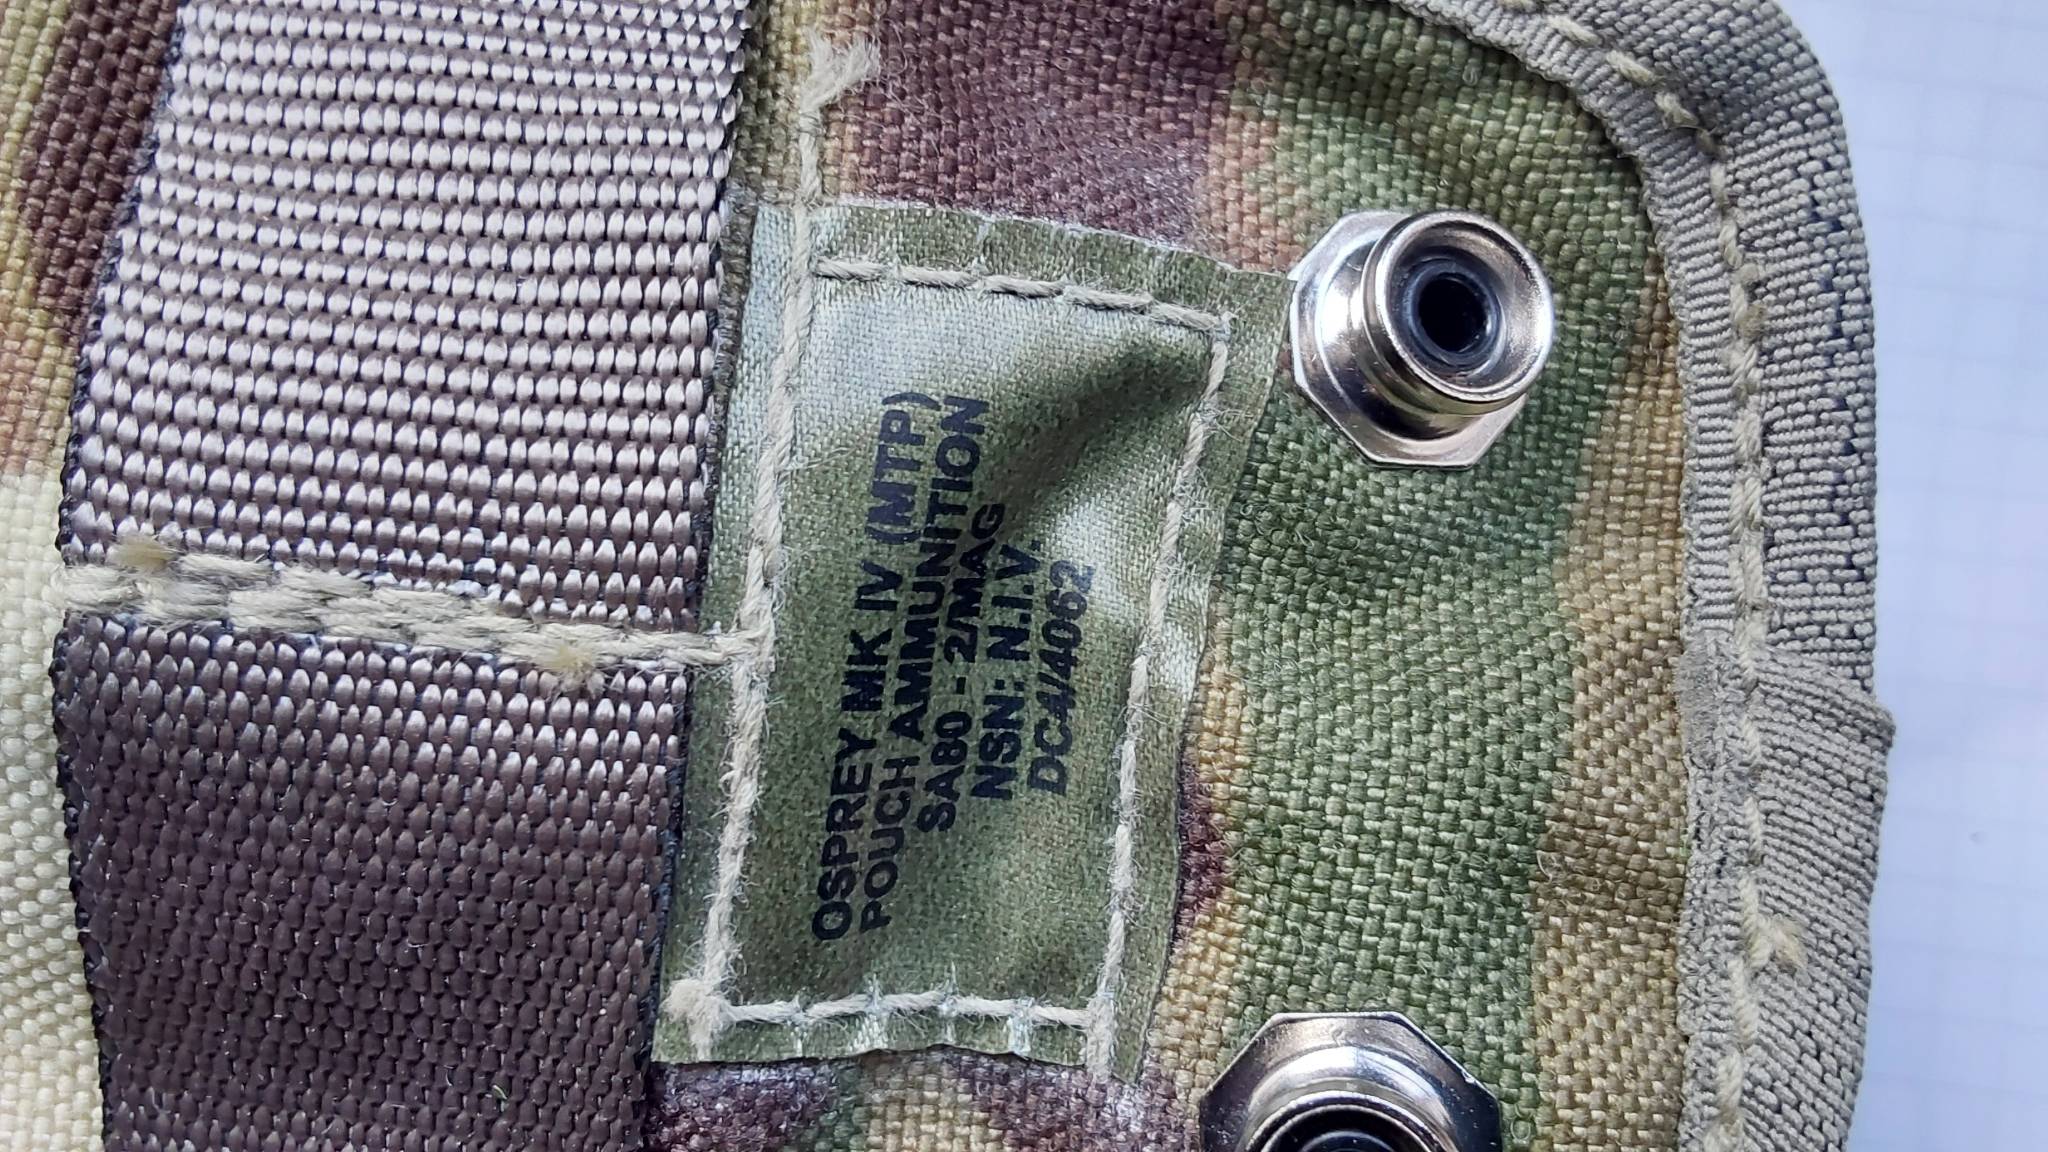 OSPREY MK IV (MTP)
POUCH AMMUNITION
SA80 - 2/MAG
NSN: N.I.V.
DC4/4062